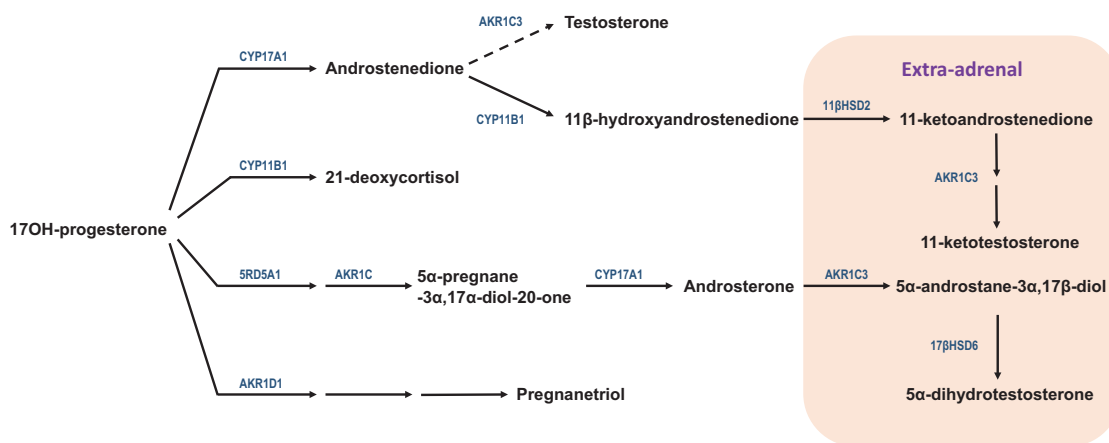 AKR1C3
Testosterone
CYP17A1
Androstenedione
Extra-adrenal
CYP11B1
11β-hydroxyandrostenedione
11βHSD2
11-ketoandrostenedione
CYP11B1
21-deoxycortisol
AKR1C3
17OH-progesterone
11-ketotestosterone
5RD5A1
AKR1C
5α-pregnane
-3α,17α-diol-20-one
CYP17A1
Androsterone
AKR1C3
5α-androstane-3α,17β-diol
17βHSD6
AKR1D1
Pregnanetriol
5α-dihydrotestosterone